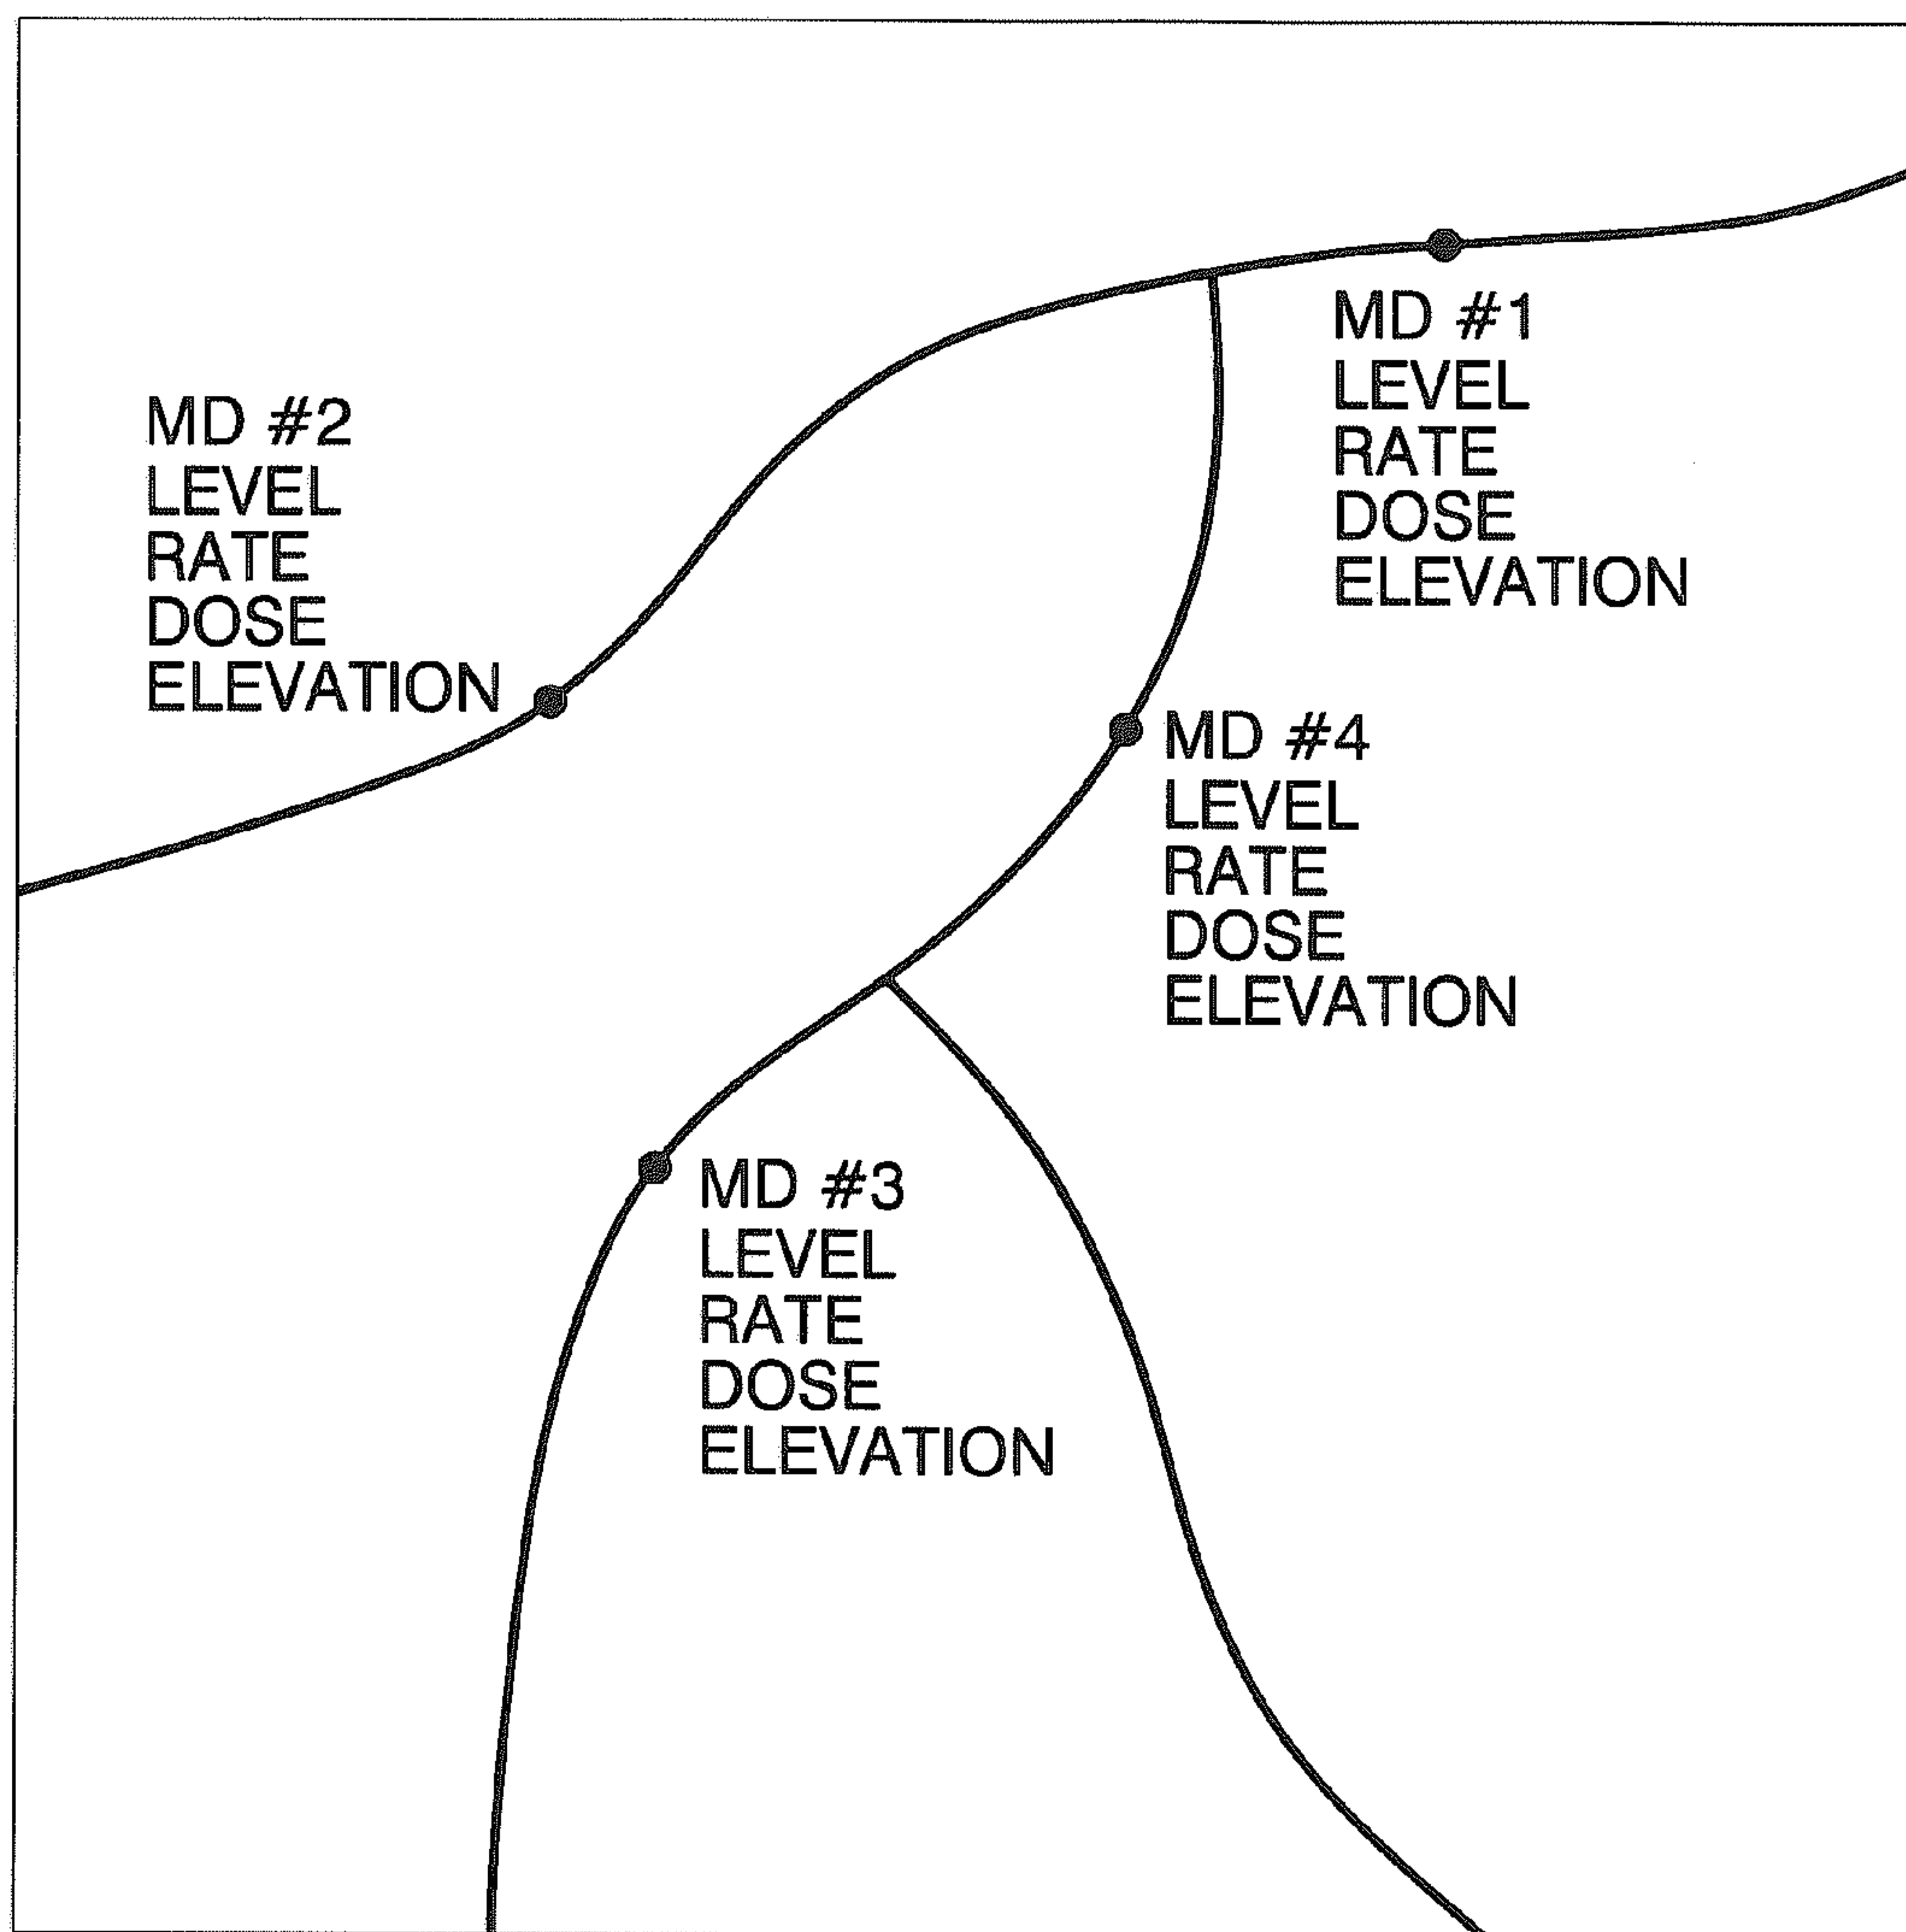 MD #1
LEVEL
RATE
DOSE
ELEVATION
MD #2
LEVEL
RATE
DOSE
ELEVATION
MD #4
LEVEL
RATE
DOSE
ELEVATION
MD #3
LEVEL
RATE
DOSE
ELEVATION